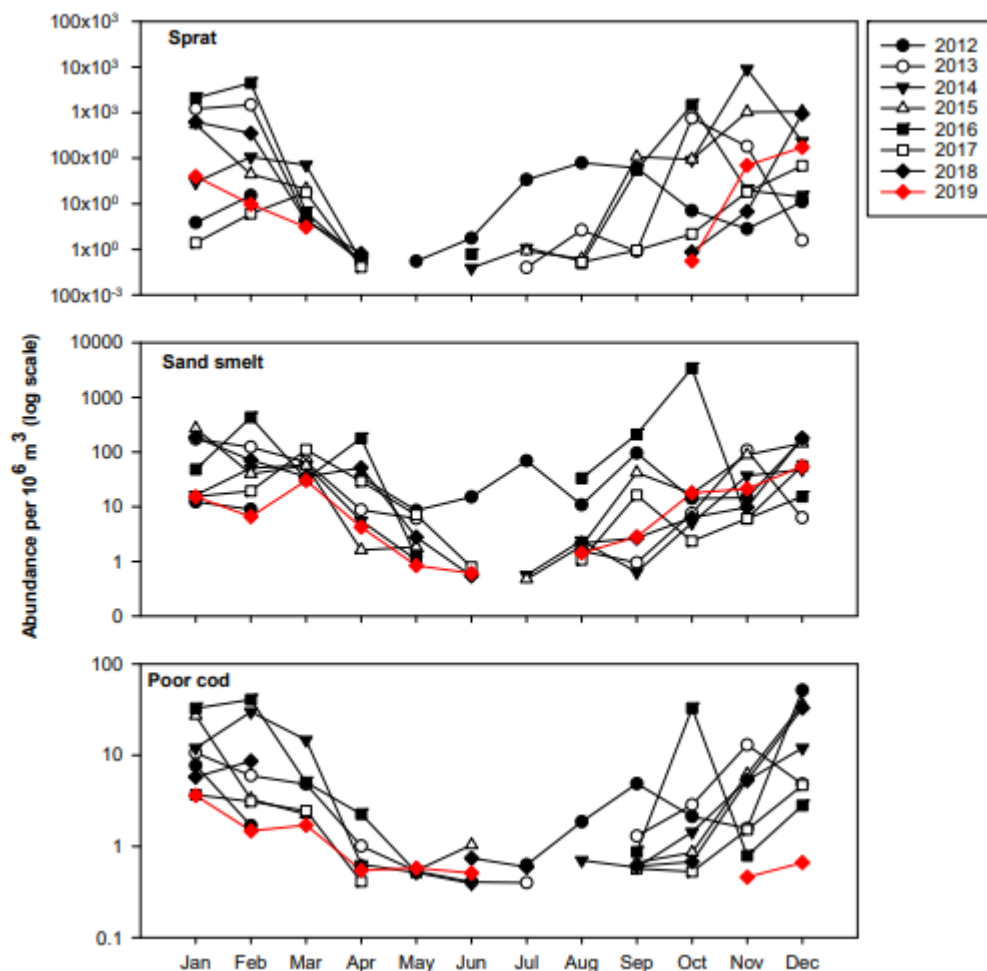 Sprat
100x10³
10x10³
1x10³
100x10⁰
10x10⁰
1x10⁰
100x10⁻³
2012
2013
2014
2015
2016
2017
2018
2019
Abundance per 10⁶ m³ (log scale)
Sand smelt
10000
1000
100
10
1
0
Poor cod
100
10
1
0.1
Jan Feb Mar Apr May Jun Jul Aug Sep Oct Nov Dec